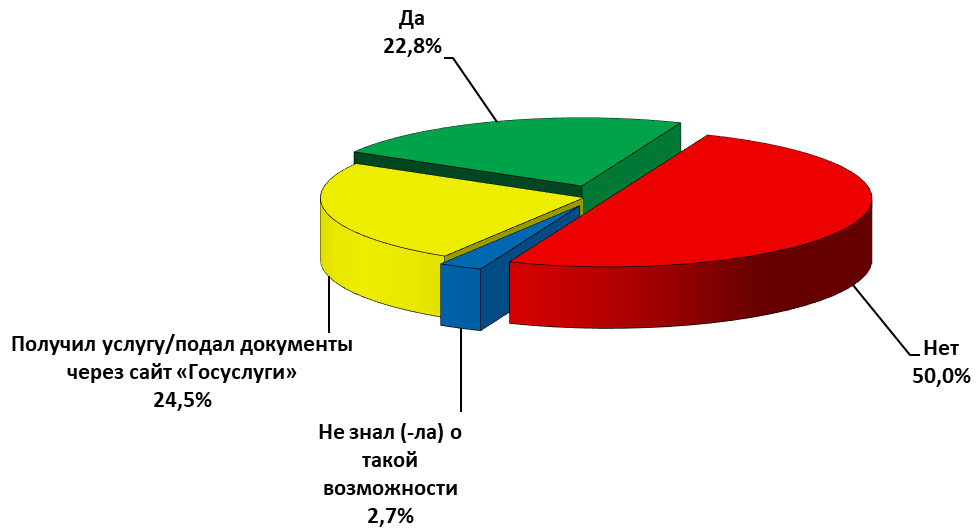 Да
22,8%
Получил услугу/подал документы
через сайт «Госуслуги»
24,5%
Нет
50,0%
Не знал (-ла) о
такой
возможности
2,7%